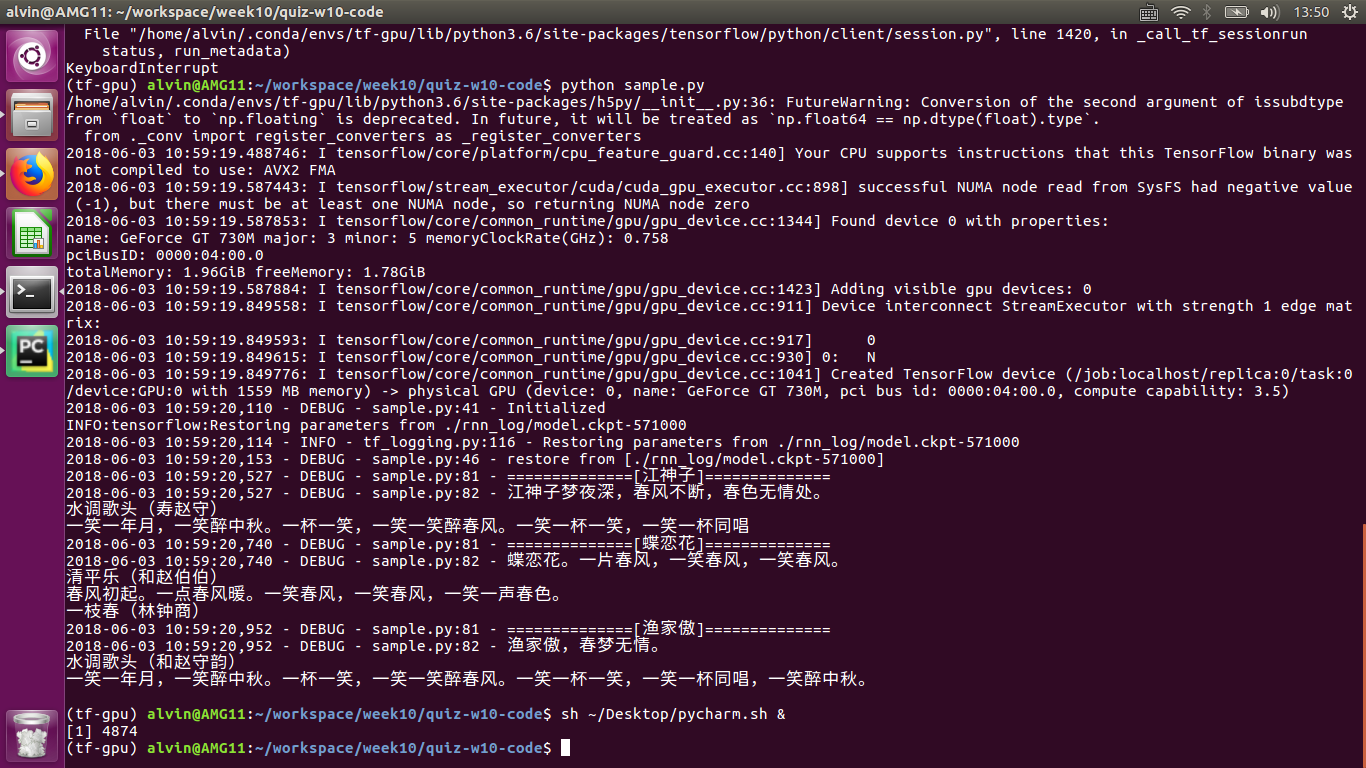 alvin@AMG11: ~/workspace/week10/quiz-w10-code
13:50
File "/home/alvin/.conda/envs/tf-gpu/lib/python3.6/site-packages/tensorflow/python/client/session.py", line 1420, in _call_tf_sessionrun
status, run_metadata)
KeyboardInterrupt
(tf-gpu) alvin@AMG11:~/workspace/week10/quiz-w10-code$ python sample.py
/home/alvin/.conda/envs/tf-gpu/lib/python3.6/site-packages/h5py/__init__.py:36: FutureWarning: Conversion of the second argument of issubdtype
from `float` to `np.floating` is deprecated. In future, it will be treated as `np.float64 == np.dtype(float).type`.
from ._conv import register_converters as _register_converters
2018-06-03 10:59:19.488746: I tensorflow/core/platform/cpu_feature_guard.cc:140] Your CPU supports instructions that this TensorFlow binary was
not compiled to use: AVX2 FMA
2018-06-03 10:59:19.587443: I tensorflow/stream_executor/cuda/cuda_gpu_executor.cc:898] successful NUMA node read from SysFS had negative value
(-1), but there must be at least one NUMA node, so returning NUMA node zero
2018-06-03 10:59:19.587853: I tensorflow/core/common_runtime/gpu/gpu_device.cc:1344] Found device 0 with properties:
name: GeForce GT 730M major: 3 minor: 5 memoryClockRate(GHz): 0.758
pciBusID: 0000:04:00.0
totalMemory: 1.96GiB freeMemory: 1.78GiB
2018-06-03 10:59:19.587884: I tensorflow/core/common_runtime/gpu/gpu_device.cc:1423] Adding visible gpu devices: 0
2018-06-03 10:59:19.849558: I tensorflow/core/common_runtime/gpu/gpu_device.cc:911] Device interconnect StreamExecutor with strength 1 edge mat
rix:
2018-06-03 10:59:19.849593: I tensorflow/core/common_runtime/gpu/gpu_device.cc:917]      0
2018-06-03 10:59:19.849615: I tensorflow/core/common_runtime/gpu/gpu_device.cc:930] 0:   N
2018-06-03 10:59:19.849776: I tensorflow/core/common_runtime/gpu/gpu_device.cc:1041] Created TensorFlow device (/job:localhost/replica:0/task:0
/device:GPU:0 with 1559 MB memory) -> physical GPU (device: 0, name: GeForce GT 730M, pci bus id: 0000:04:00.0, compute capability: 3.5)
2018-06-03 10:59:20,110 - DEBUG - sample.py:41 - Initialized
INFO:tensorflow:Restoring parameters from ./rnn_log/model.ckpt-571000
2018-06-03 10:59:20,114 - INFO - tf_logging.py:116 - Restoring parameters from ./rnn_log/model.ckpt-571000
2018-06-03 10:59:20,153 - DEBUG - sample.py:46 - restore from [./rnn_log/model.ckpt-571000]
2018-06-03 10:59:20,527 - DEBUG - sample.py:81 - ==============[江神子]==============
2018-06-03 10:59:20,527 - DEBUG - sample.py:82 - 江神子梦夜深，春风不断，春色无情处。
水调歌头（寿赵守）
一笑一年月，一笑醉中秋。一杯一笑，一笑一笑醉春风。一笑一杯一笑，一笑一杯同唱
2018-06-03 10:59:20,740 - DEBUG - sample.py:81 - ==============[蝶恋花]==============
2018-06-03 10:59:20,740 - DEBUG - sample.py:82 - 蝶恋花。一片春风，一笑春风，一笑春风。
清平乐（和赵伯伯）
春风初起。一点春风暖。一笑春风，一笑春风，一笑一声春色。
一枝春（林钟商）
2018-06-03 10:59:20,952 - DEBUG - sample.py:81 - ==============[渔家傲]==============
2018-06-03 10:59:20,952 - DEBUG - sample.py:82 - 渔家傲，春梦无情。
水调歌头（和赵守韵）
一笑一年月，一笑醉中秋。一杯一笑，一笑一笑醉春风。一笑一杯一笑，一笑一杯同唱，一笑醉中秋。
(tf-gpu) alvin@AMG11:~/workspace/week10/quiz-w10-code$ sh ~/Desktop/pycharm.sh &
[1] 4874
(tf-gpu) alvin@AMG11:~/workspace/week10/quiz-w10-code$
PC